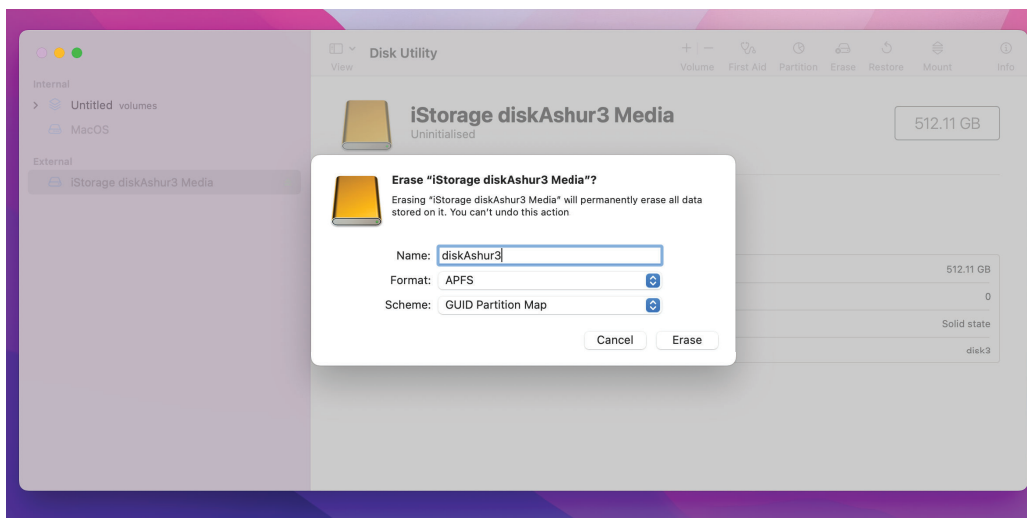 Disk Utility
View
Volume First Aid Partition Erase Restore Mount Info
Internal
Untitled volumes
MacOS
External
iStorage diskAshur3 Media
iStorage diskAshur3 Media
Uninitialised
512.11 GB
Erase “iStorage diskAshur3 Media”?
Erasing “iStorage diskAshur3 Media” will permanently erase all data
stored on it. You can’t undo this action
Name: diskAshur3
Format: APFS
Scheme: GUID Partition Map
Cancel Erase
512.11 GB
0
Solid state
disk3